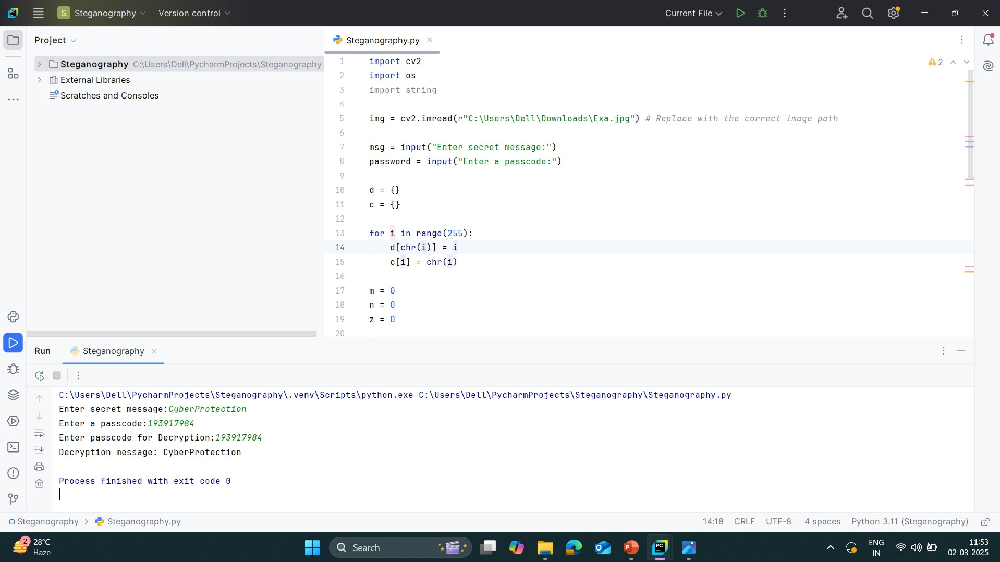 PC
S Steganography
Version control
Current File
Project
Steganography C:\Users\Dell\PycharmProjects\Steganography
External Libraries
Scratches and Consoles
Steganography.py
2
1 import cv2
2 import os
3 import string
4
5 img = cv2.imread(r"C:\Users\Dell\Downloads\Exa.jpg") # Replace with the correct image path
6
7 msg = input("Enter secret message:")
8 password = input("Enter a passcode:")
9
10 d = {}
11 c = {}
12
13 for i in range(255):
14 d[chr(i)] = i
15 c[i] = chr(i)
16
17 m = 0
18 n = 0
19 z = 0
20
Run
Steganography
C:\Users\Dell\PycharmProjects\Steganography\.venv\Scripts\python.exe C:\Users\Dell\PycharmProjects\Steganography\Steganography.py
Enter secret message:CyberProtection
Enter a passcode:193917984
Enter passcode for Decryption:193917984
Decryption message: CyberProtection
Process finished with exit code 0
Steganography > Steganography.py
14:18 CRLF UTF-8 4 spaces Python 3.11 (Steganography)
2
28°C
Haze
Search
PC
ENG
IN
11:53
02-03-2025